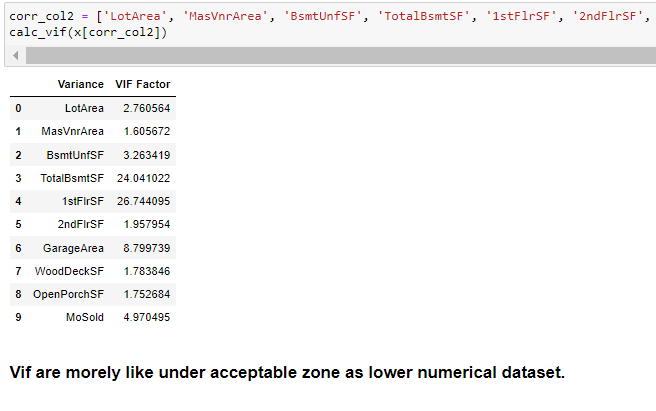 corr_col2 = ['LotArea', 'MasVnrArea', 'BsmtUnfSF', 'TotalBsmtSF', '1stFlrSF', '2ndFlrSF',
calc_vif(x[corr_col2])
Variance VIF Factor
0 LotArea 2.760564
1 MasVnrArea 1.605672
2 BsmtUnfSF 3.263419
3 TotalBsmtSF 24.041022
4 1stFlrSF 26.744099
5 2ndFlrSF 1.957954
6 GarageArea 8.799739
7 WoodDeckSF 1.783846
8 OpenPorchSF 1.752684
9 MoSold 4.970495
Vif are morely like under acceptable zone as lower numerical dataset.